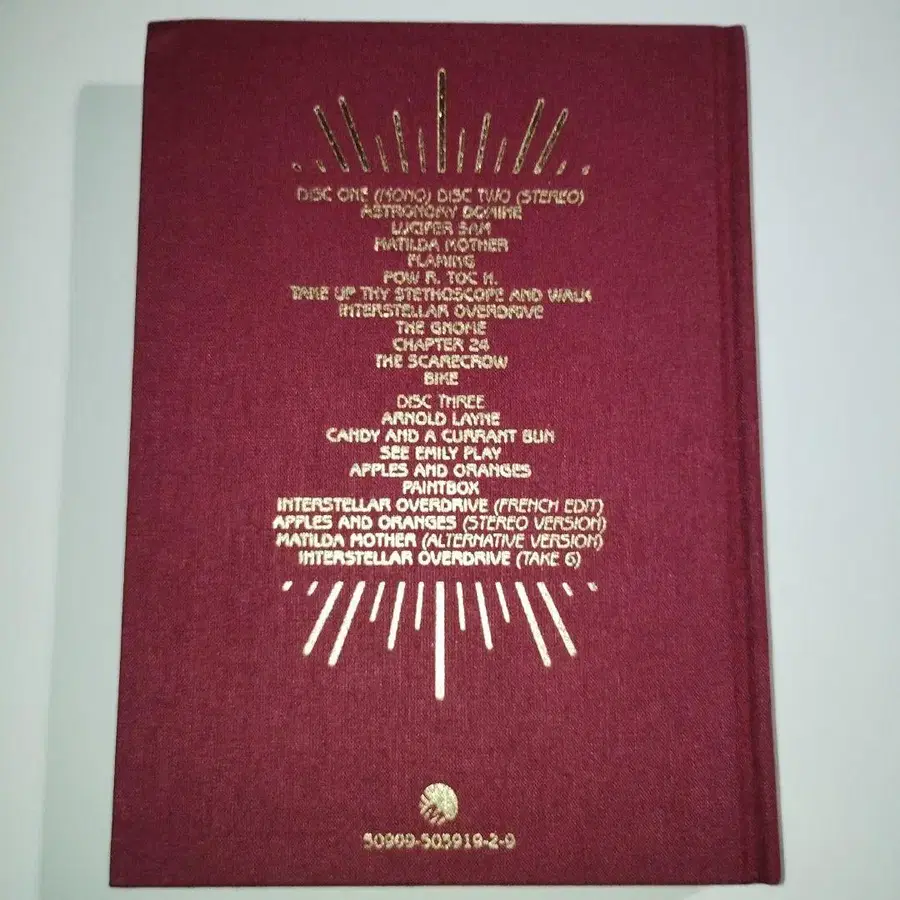 DISC ONE (MONO) DISC TWO (STEREO)
ASTRONOMY DOMINE
LUCIFER SAM
MATILDA MOTHER
FLAMING
POW R. TOC H.
TAKE UP THY STETHOSCOPE AND WALK
INTERSTELLAR OVERDRIVE
THE GNOME
CHAPTER 24
THE SCARECROW
BIKE
DISC THREE
ARNOLD LAYNE
CANDY AND A CURRANT BUN
SEE EMILY PLAY
APPLES AND ORANGES
PAINTBOX
INTERSTELLAR OVERDRIVE (FRENCH EDIT)
APPLES AND ORANGES (STEREO VERSION)
MATILDA MOTHER (ALTERNATIVE VERSION)
INTERSTELLAR OVERDRIVE (TAKE 6)
EMI
50999-503919-2-9